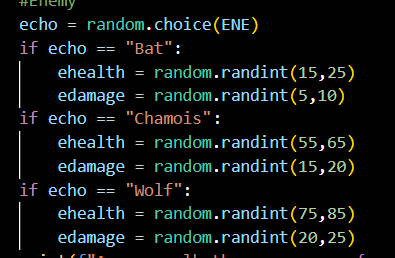 #Enemy
echo = random.choice(ENE)
if echo == "Bat":
    ehealth = random.randint(15,25)
    edamage = random.randint(5,10)
if echo == "Chamois":
    ehealth = random.randint(55,65)
    edamage = random.randint(15,20)
if echo == "Wolf":
    ehealth = random.randint(75,85)
    edamage = random.randint(20,25)